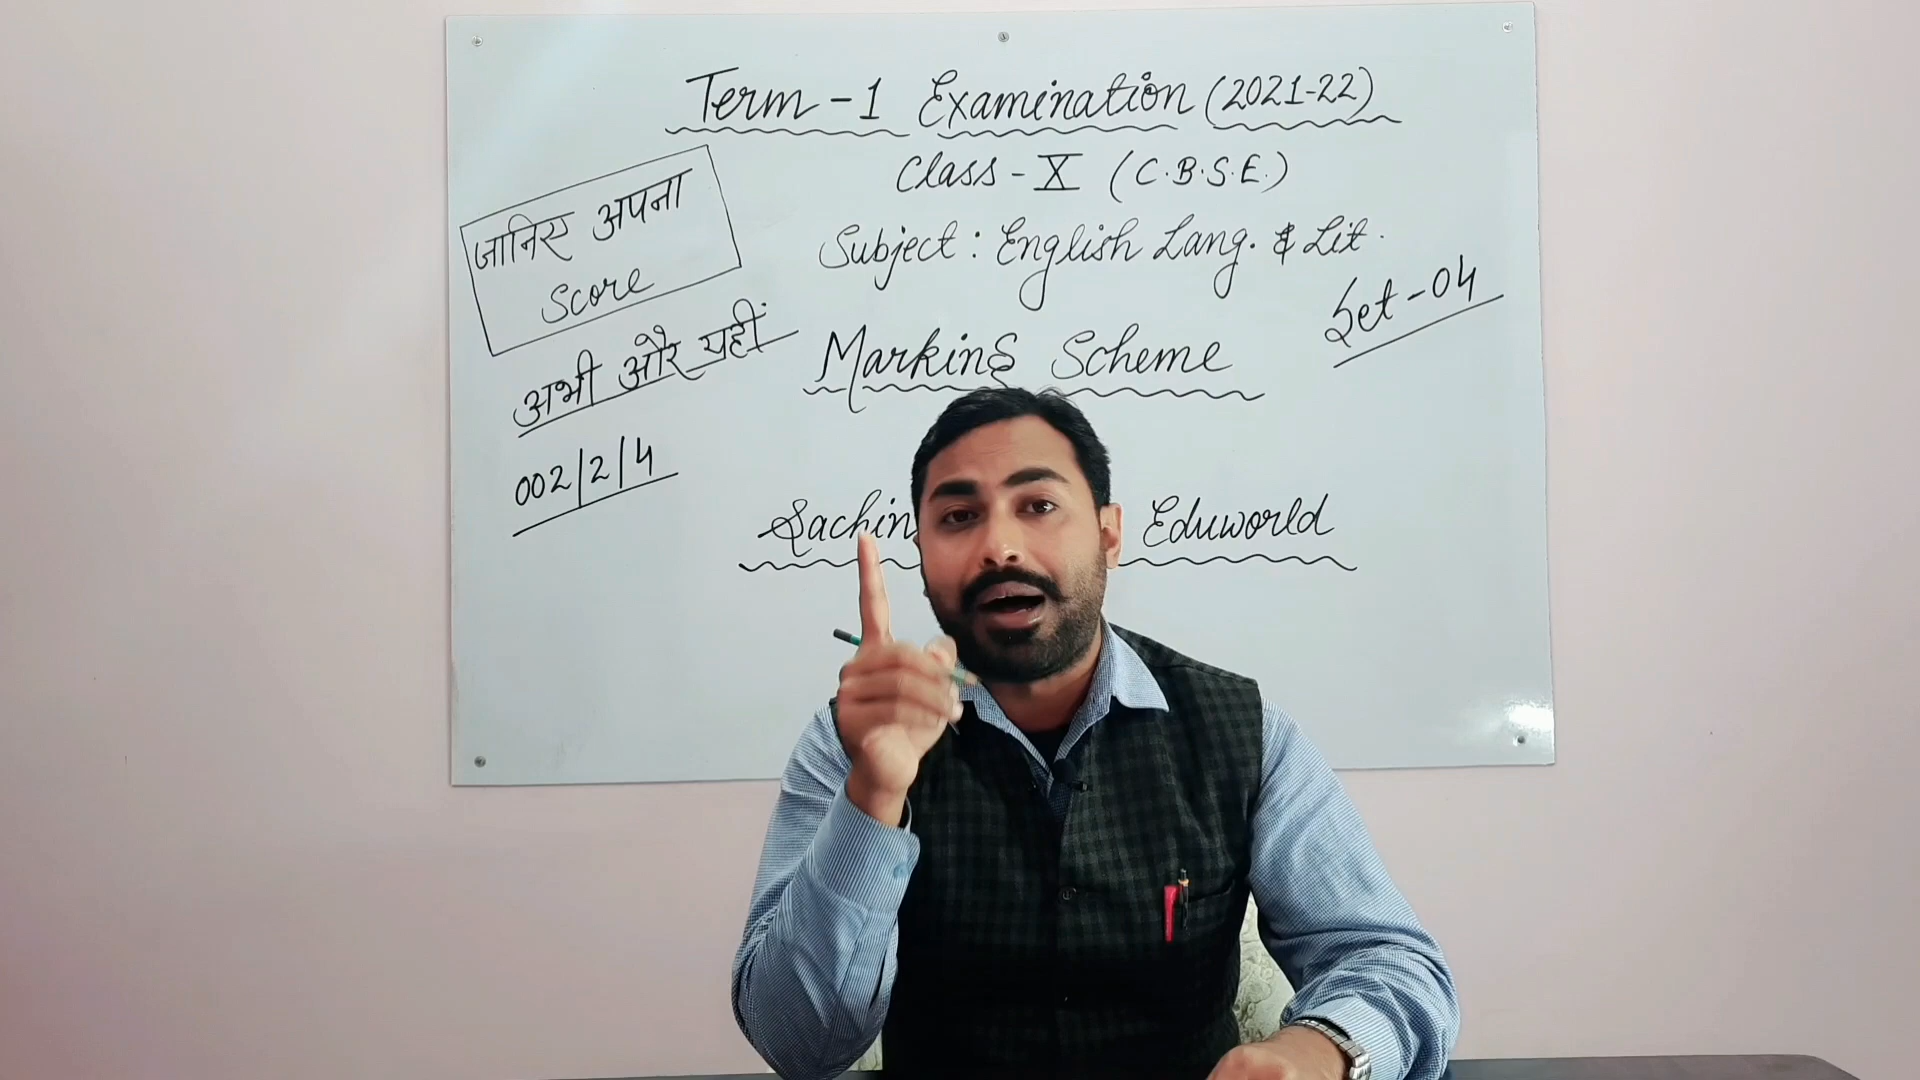 Term-1 Examination (2021-22)
Class-X (C.B.S.E.)
Subject: English Lang. & Lit.
Set-04
Marking Scheme
जानिए अपना
Score
अभी और यहीं
002/2/4
Sachin Eduworld